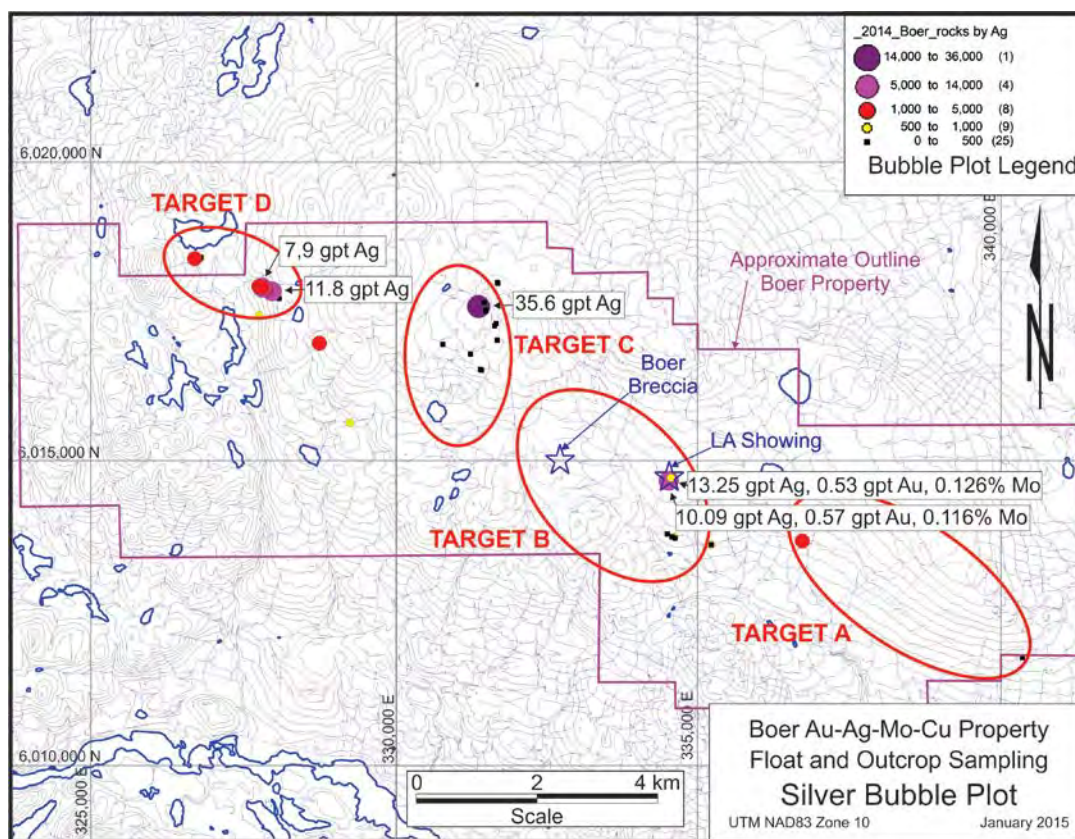 _2014_Boer_rocks by Ag
14,000 to 36,000 (1)
5,000 to 14,000 (4)
1,000 to 5,000 (8)
500 to 1,000 (9)
0 to 500 (25)
Bubble Plot Legend
6,020,000 N
TARGET D
7,9 gpt Ag
11.8 gpt Ag
340,000 E
Approximate Outline
Boer Property
N
35.6 gpt Ag
TARGET C
Boer
Breccia
6,015,000 N
LA Showing
13.25 gpt Ag, 0.53 gpt Au, 0.126% Mo
10.09 gpt Ag, 0.57 gpt Au, 0.116% Mo
TARGET B
TARGET A
330,000 E
335,000 E
6,010,000 N
325,000 E
0 2 4 km
Scale
Boer Au-Ag-Mo-Cu Property
Float and Outcrop Sampling
Silver Bubble Plot
UTM NAD83 Zone 10 January 2015